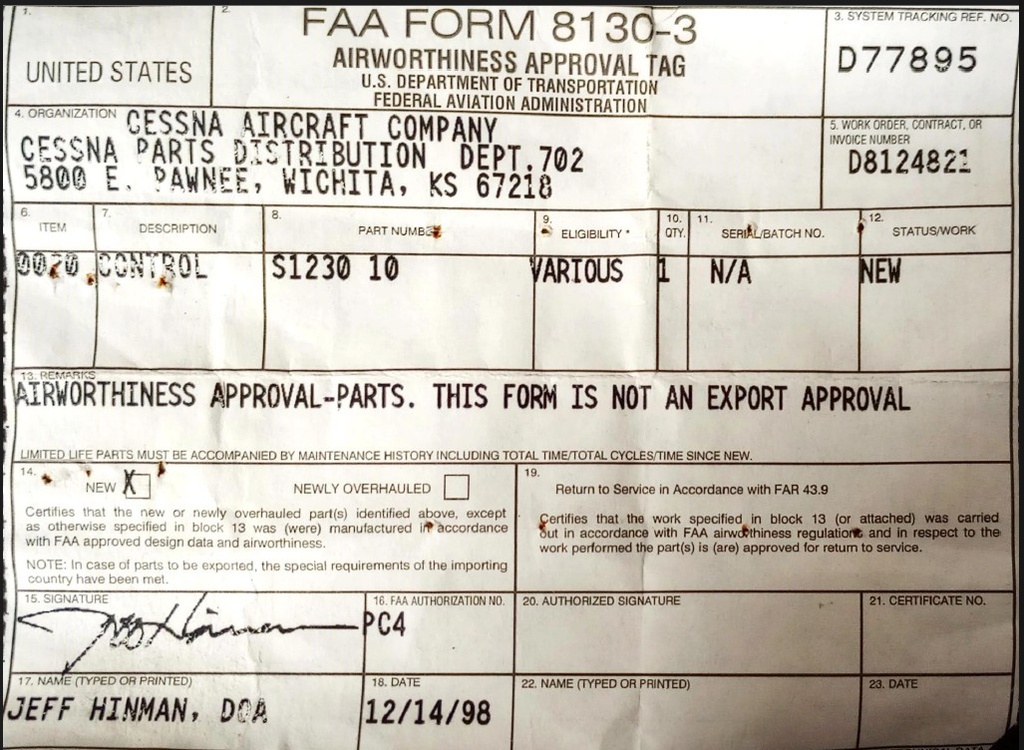 1.
2.
FAA FORM 8130-3
3. SYSTEM TRACKING REF. NO.
UNITED STATES
AIRWORTHINESS APPROVAL TAG
U.S. DEPARTMENT OF TRANSPORTATION
FEDERAL AVIATION ADMINISTRATION
D77895
4. ORGANIZATION
CESSNA AIRCRAFT COMPANY
CESSNA PARTS DISTRIBUTION DEPT.702
5800 E. PAWNEE, WICHITA, KS 67218
5. WORK ORDER, CONTRACT, OR
INVOICE NUMBER
D8124821
6. ITEM
7. DESCRIPTION
8. PART NUMBER
9. ELIGIBILITY *
10. QTY.
11. SERIAL/BATCH NO.
12. STATUS/WORK
0020 CONTROL S1230 10 VARIOUS 1 N/A NEW
13. REMARKS
AIRWORTHINESS APPROVAL-PARTS. THIS FORM IS NOT AN EXPORT APPROVAL
LIMITED LIFE PARTS MUST BE ACCOMPANIED BY MAINTENANCE HISTORY INCLUDING TOTAL TIME/TOTAL CYCLES/TIME SINCE NEW.
14.
NEW X NEWLY OVERHAULED
Certifies that the new or newly overhauled part(s) identified above, except
as otherwise specified in block 13 was (were) manufactured in accordance
with FAA approved design data and airworthiness.
NOTE: In case of parts to be exported, the special requirements of the importing
country have been met.
19.
Return to Service in Accordance with FAR 43.9
Certifies that the work specified in block 13 (or attached) was carried
out in accordance with FAA airworthiness regulations and in respect to the
work performed the part(s) is (are) approved for return to service.
15. SIGNATURE
Jeff Hinman
16. FAA AUTHORIZATION NO.
PC4
20. AUTHORIZED SIGNATURE
21. CERTIFICATE NO.
17. NAME (TYPED OR PRINTED)
JEFF HINMAN, DOA
18. DATE
12/14/98
22. NAME (TYPED OR PRINTED)
23. DATE